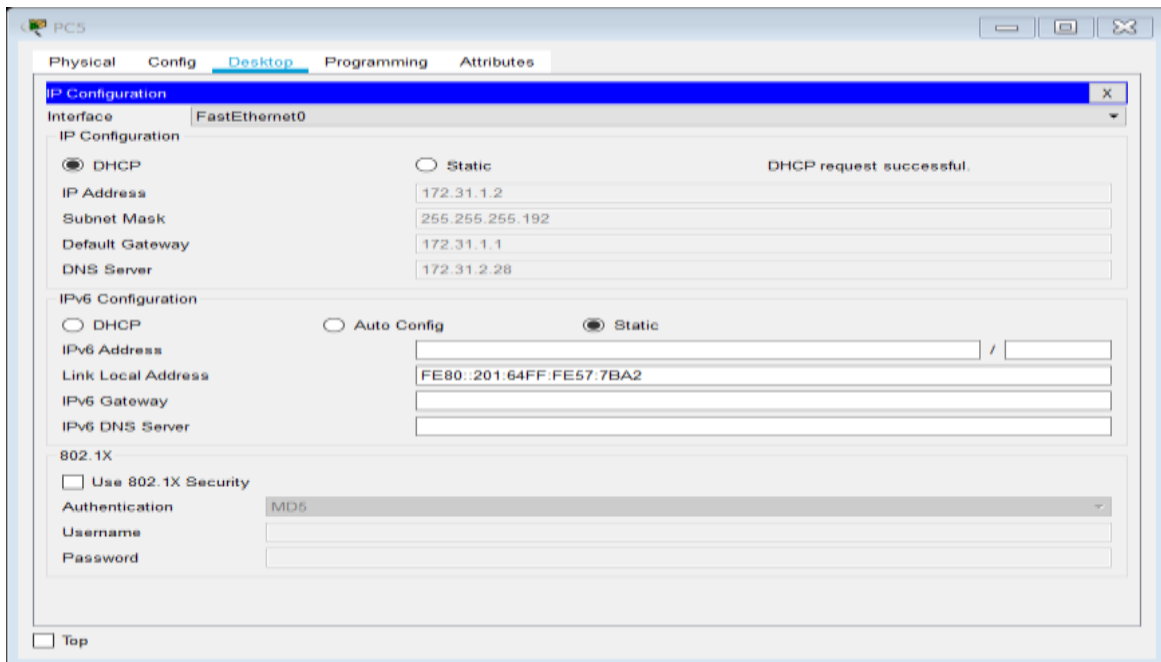 PC5
Physical Config Desktop Programming Attributes
IP Configuration X
Interface FastEthernet0
IP Configuration
DHCP Static DHCP request successful.
IP Address 172.31.1.2
Subnet Mask 255.255.255.192
Default Gateway 172.31.1.1
DNS Server 172.31.2.28
IPv6 Configuration
DHCP Auto Config Static
IPv6 Address /
Link Local Address FE80::201:64FF:FE57:7BA2
IPv6 Gateway
IPv6 DNS Server
802.1X
Use 802.1X Security
Authentication MD5
Username
Password
Top